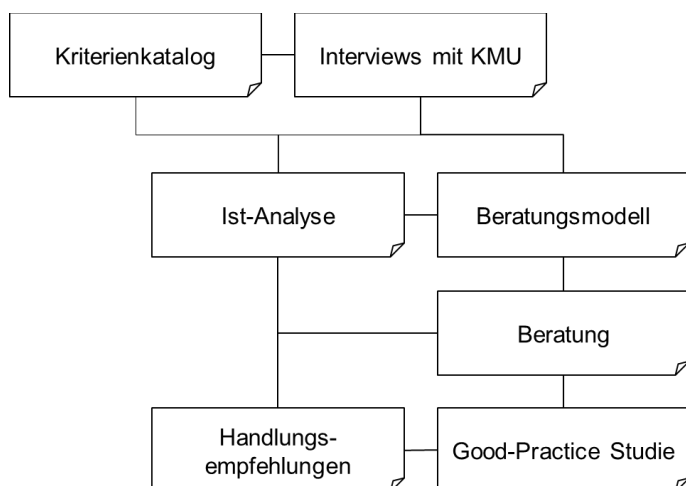 Kriterienkatalog
Interviews mit KMU
Ist-Analyse
Beratungsmodell
Beratung
Handlungs-
empfehlungen
Good-Practice Studie